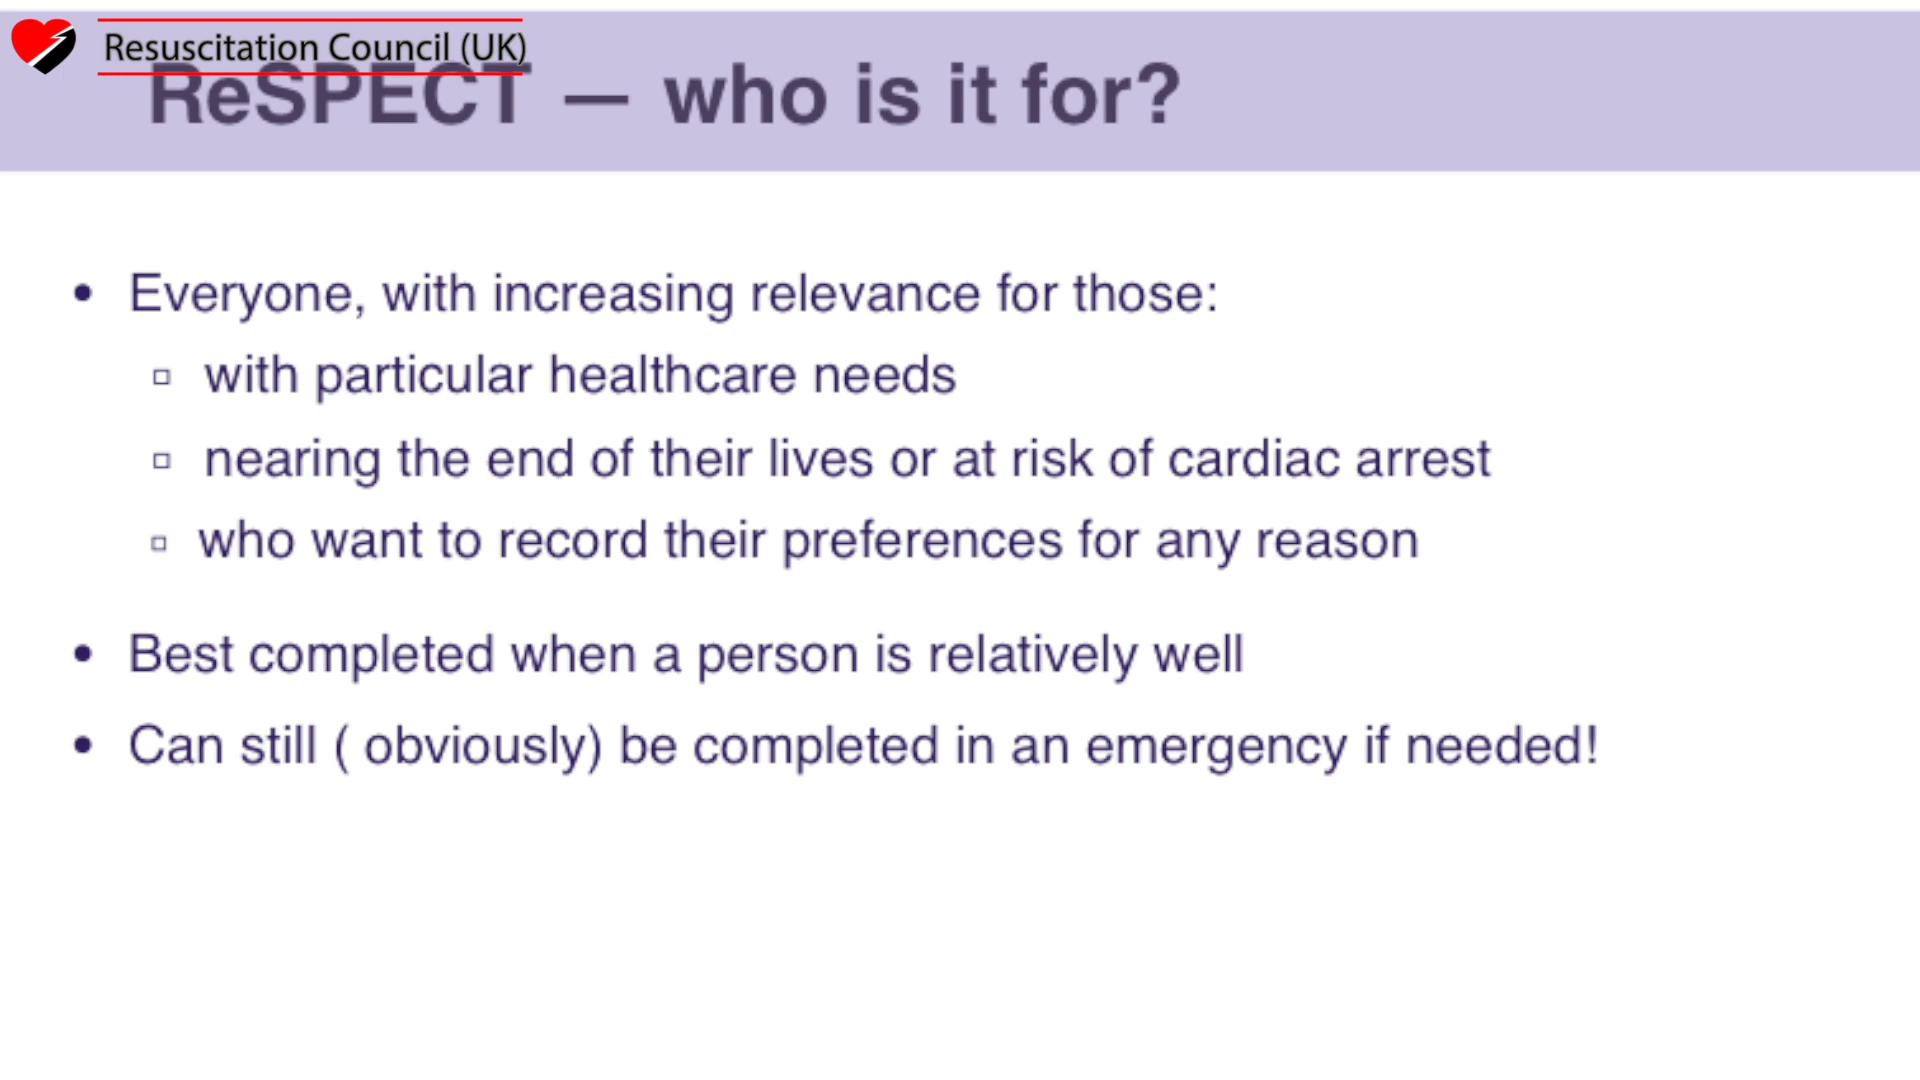 Resuscitation Council (UK)
ReSPECT — who is it for?
• Everyone, with increasing relevance for those:
▫ with particular healthcare needs
▫ nearing the end of their lives or at risk of cardiac arrest
▫ who want to record their preferences for any reason
• Best completed when a person is relatively well
• Can still ( obviously) be completed in an emergency if needed!